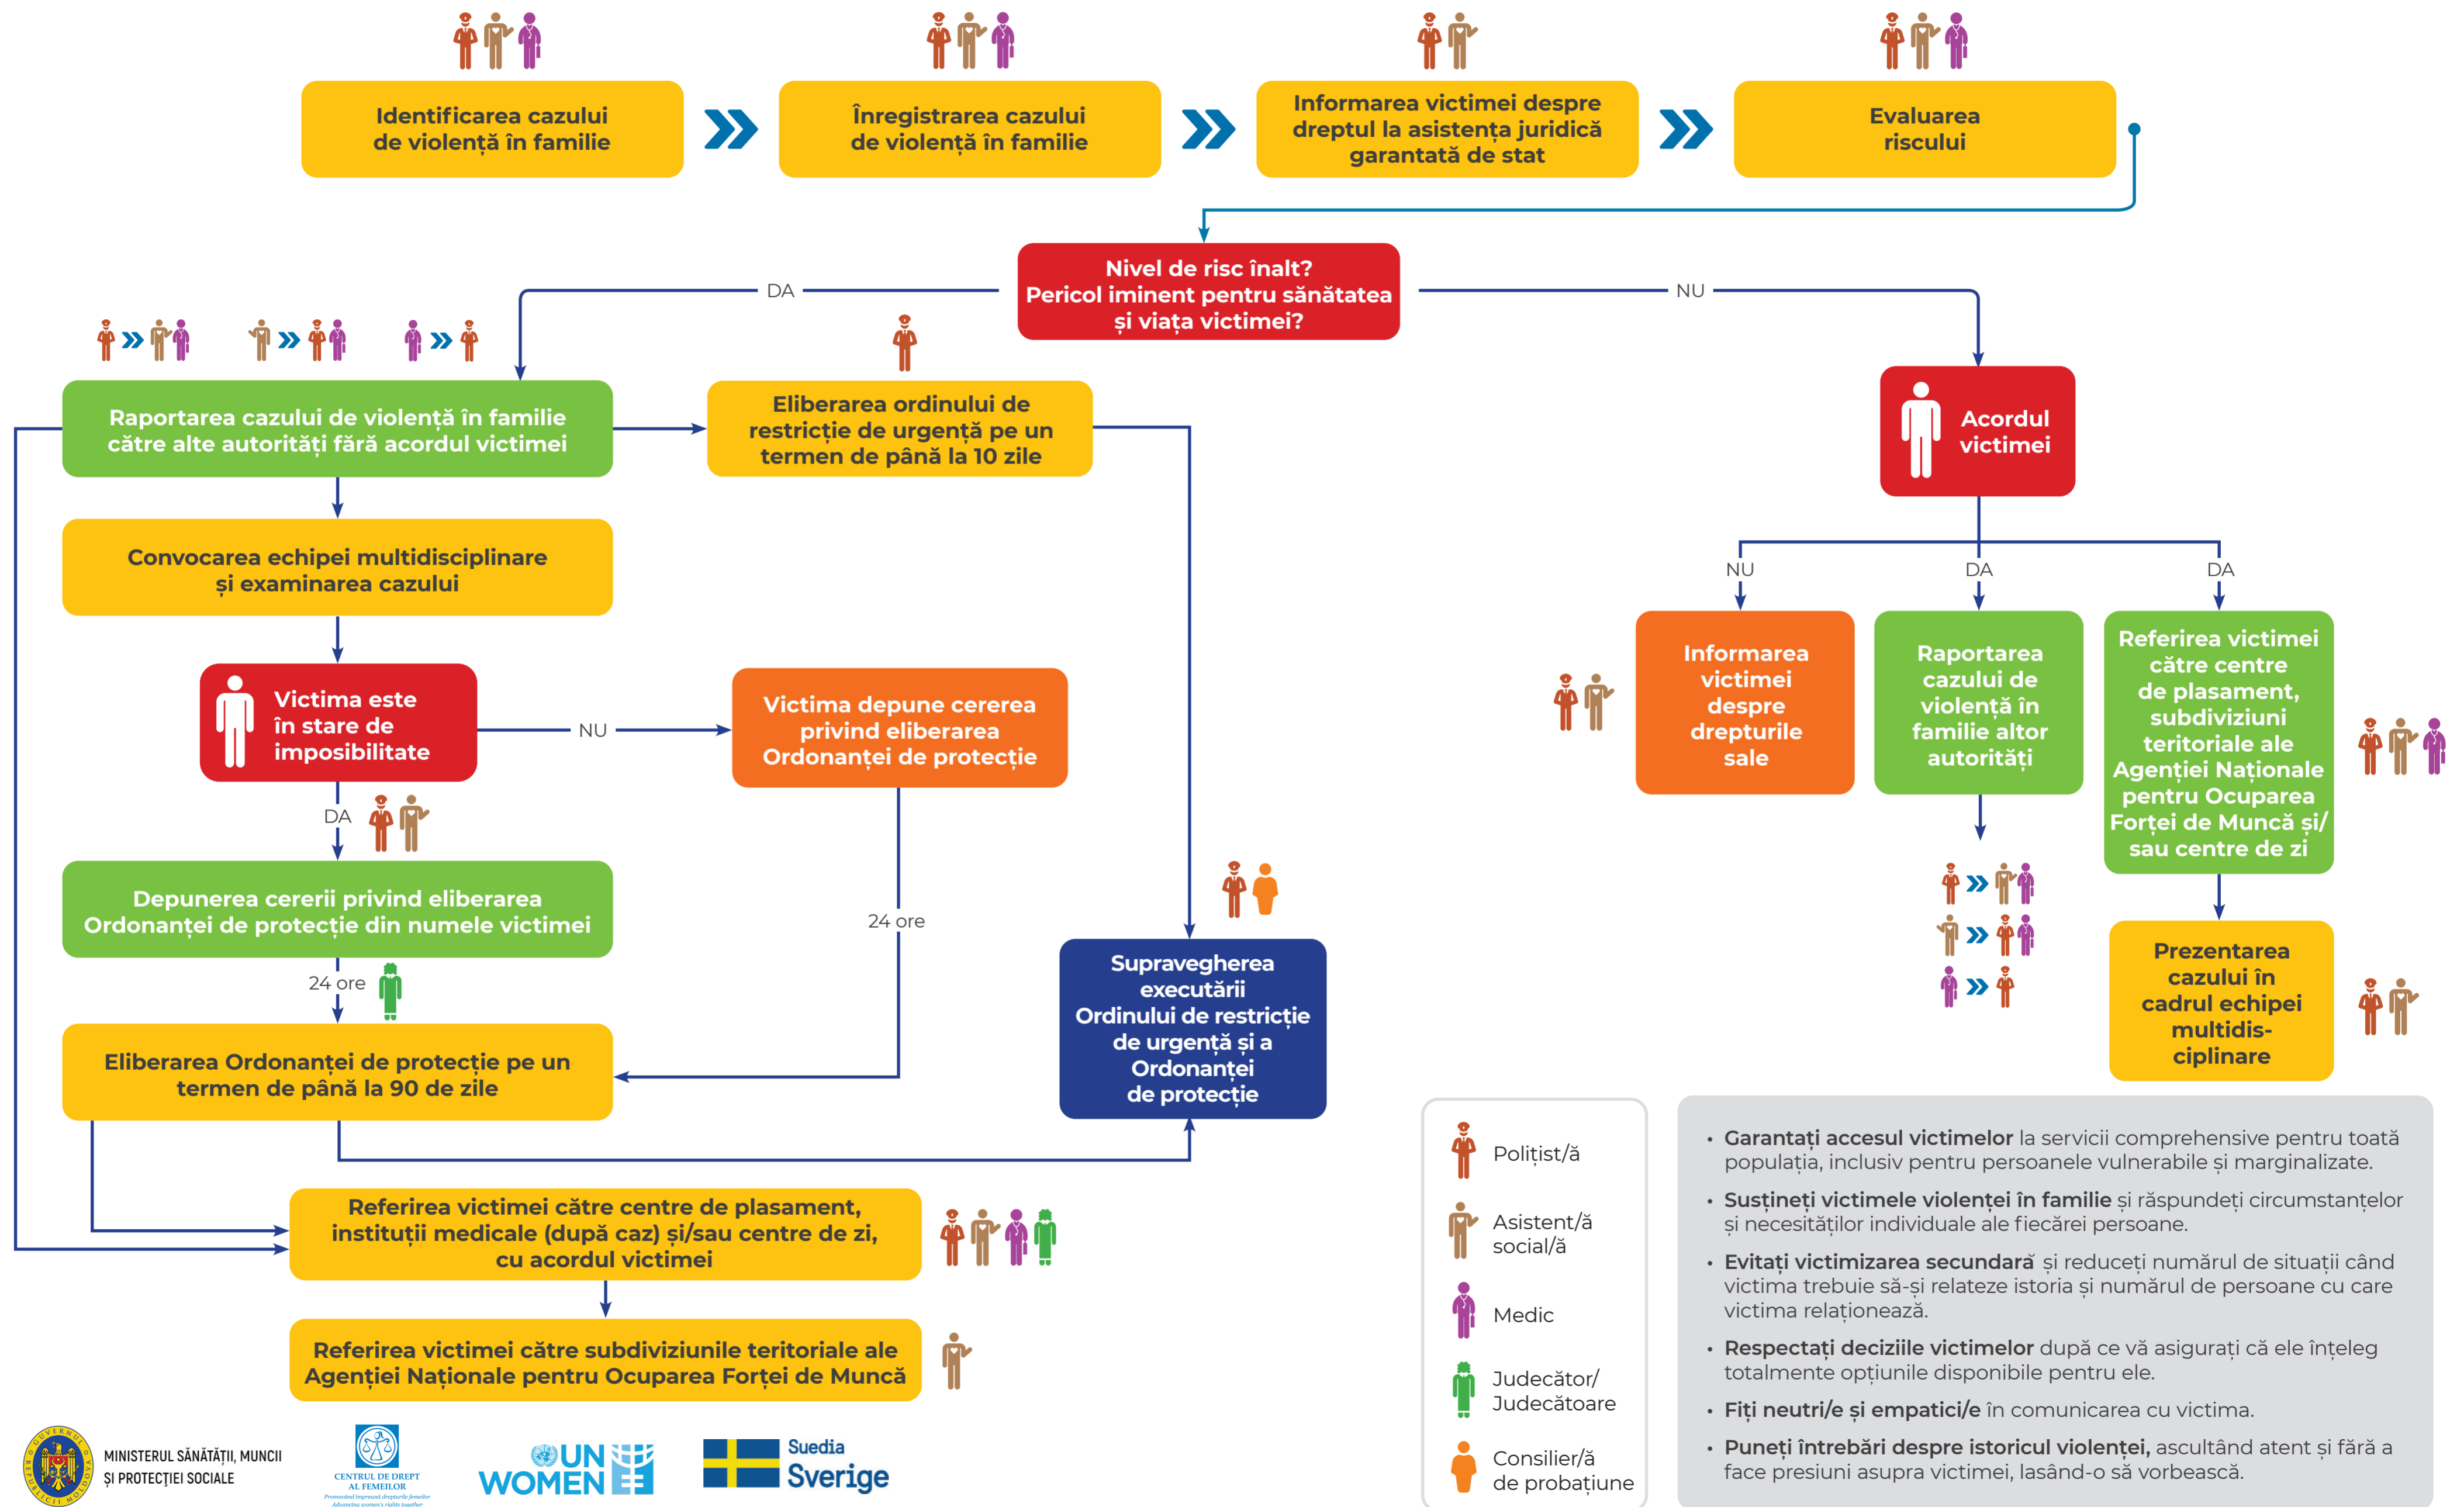 Identificarea cazului
de violență în familie
Înregistrarea cazului
de violență în familie
Informarea victimei despre
dreptul la asistența juridică
garantată de stat
Evaluarea
riscului
Nivel de risc înalt?
Pericol iminent pentru sănătatea
și viața victimei?
DA
NU
Raportarea cazului de violență în familie
către alte autorități fără acordul victimei
Eliberarea ordinului de
restricție de urgență pe un
termen de până la 10 zile
Acordul
victimei
Convocarea echipei multidisciplinare
și examinarea cazului
NU
DA
DA
Victima este
în stare de
imposibilitate
NU
Victima depune cererea
privind eliberarea
Ordonanței de protecție
Informarea
victimei
despre
drepturile
sale
Raportarea
cazului de
violență în
familie altor
autorități
Referirea victimei
către centre
de plasament,
subdiviziuni
teritoriale ale
Agenției Naționale
pentru Ocuparea
Forței de Muncă și/
sau centre de zi
DA
Depunerea cererii privind eliberarea
Ordonanței de protecție din numele victimei
24 ore
24 ore
Eliberarea Ordonanței de protecție pe un
termen de până la 90 de zile
Supravegherea
executării
Ordinului de restricție
de urgență și a
Ordonanței
de protecție
Prezentarea
cazului în
cadrul echipei
multidis-
ciplinare
Referirea victimei către centre de plasament,
instituții medicale (după caz) și/sau centre de zi,
cu acordul victimei
Referirea victimei către subdiviziunile teritoriale ale
Agenției Naționale pentru Ocuparea Forței de Muncă
Polițist/ă
Asistent/ă
social/ă
Medic
Judecător/
Judecătoare
Consilier/ă
de probațiune
• Garantați accesul victimelor la servicii comprehensive pentru toată
populația, inclusiv pentru persoanele vulnerabile și marginalizate.
• Susțineți victimele violenței în familie și răspundeți circumstanțelor
și necesităților individuale ale fiecărei persoane.
• Evitați victimizarea secundară și reduceți numărul de situații când
victima trebuie să-și relateze istoria și numărul de persoane cu care
victima relaționează.
• Respectați deciziile victimelor după ce vă asigurați că ele înțeleg
totalmente opțiunile disponibile pentru ele.
• Fiți neutri/e și empatici/e în comunicarea cu victima.
• Puneți întrebări despre istoricul violenței, ascultând atent și fără a
face presiuni asupra victimei, lasând-o să vorbească.
GUVERNUL
REPUBLICII MOLDOVA
MINISTERUL SĂNĂTĂȚII, MUNCII
ȘI PROTECȚIEI SOCIALE
CENTRUL DE DREPT
AL FEMEILOR
Promovând împreună drepturile femeilor
Advancing women's rights together
UN
WOMEN
Suedia
Sverige